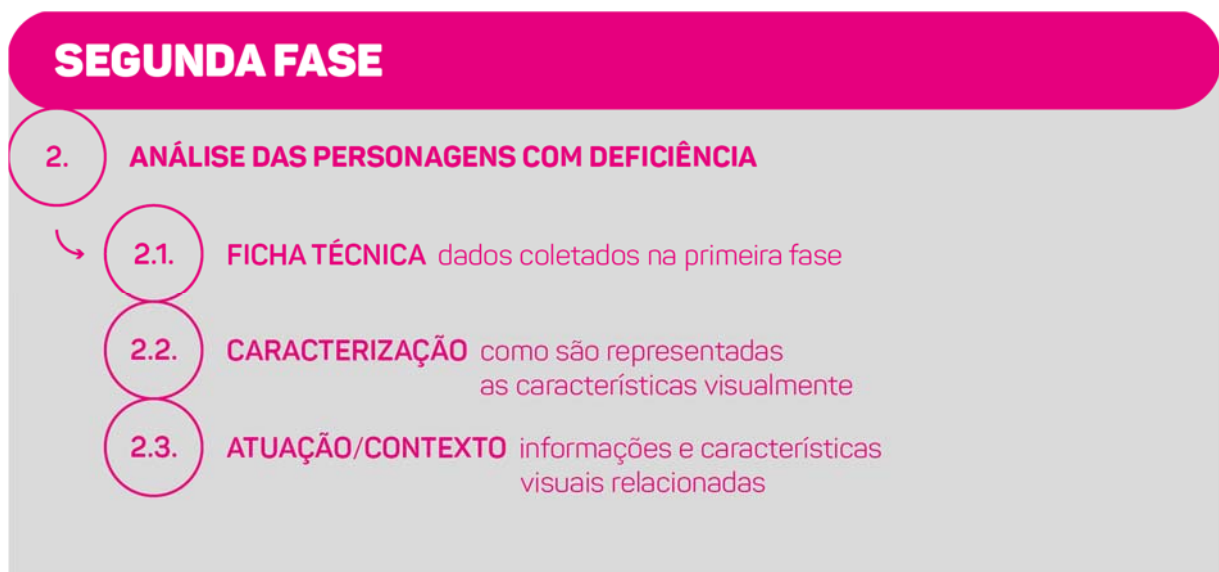 SEGUNDA FASE
2. ANÁLISE DAS PERSONAGENS COM DEFICIÊNCIA
2.1. FICHA TÉCNICA dados coletados na primeira fase
2.2. CARACTERIZAÇÃO como são representadas
as características visualmente
2.3. ATUAÇÃO/CONTEXTO informações e características
visuais relacionadas